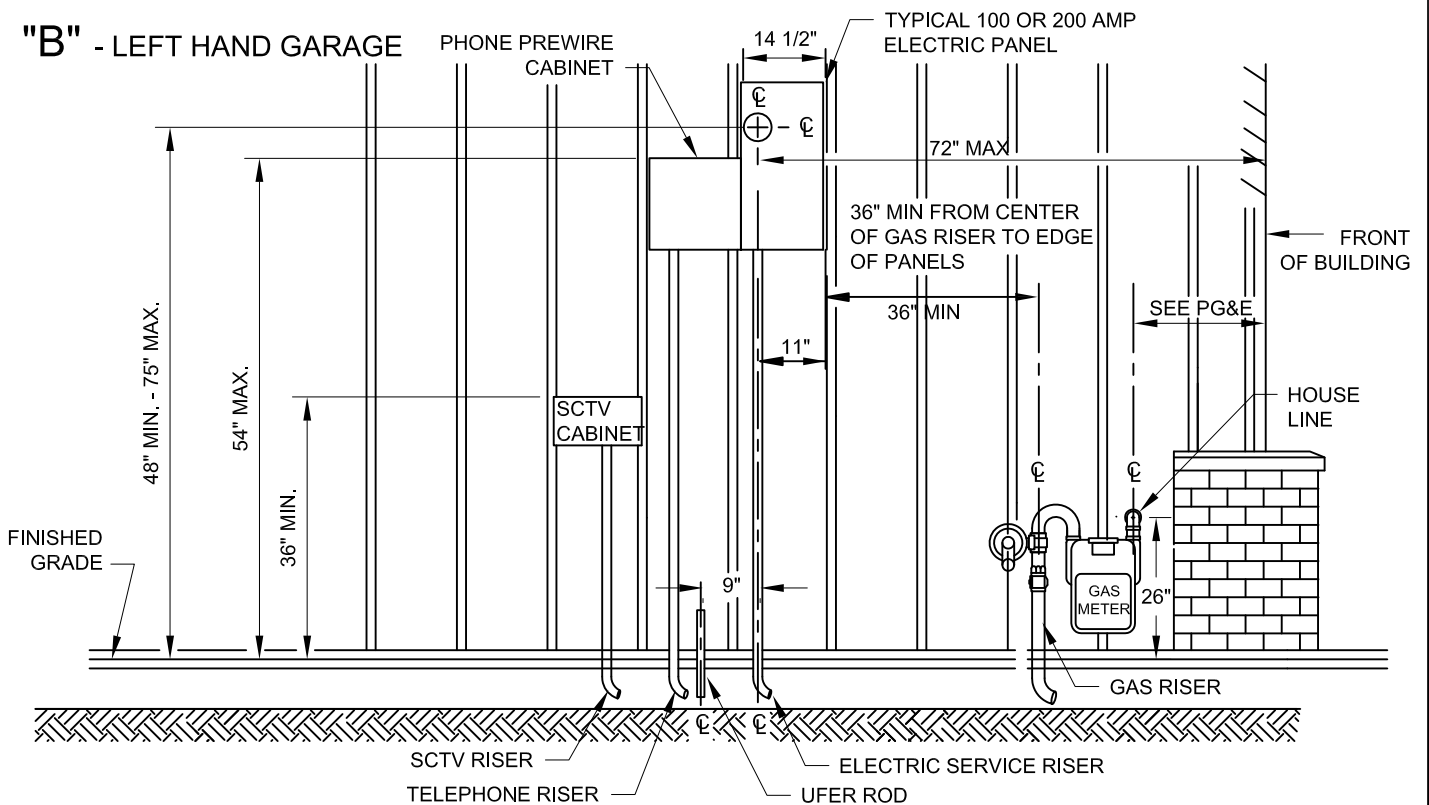 "B" - LEFT HAND GARAGE
PHONE PREWIRE
CABINET
14 1/2"
TYPICAL 100 OR 200 AMP
ELECTRIC PANEL
℄
℄
72" MAX
36" MIN FROM CENTER
OF GAS RISER TO EDGE
OF PANELS
FRONT
OF BUILDING
36" MIN
SEE PG&E
11"
48" MIN. - 75" MAX.
54" MAX.
36" MIN.
SCTV
CABINET
HOUSE
LINE
℄
℄
FINISHED
GRADE
9"
GAS
METER
26"
GAS RISER
℄
℄
SCTV RISER
ELECTRIC SERVICE RISER
TELEPHONE RISER
UFER ROD